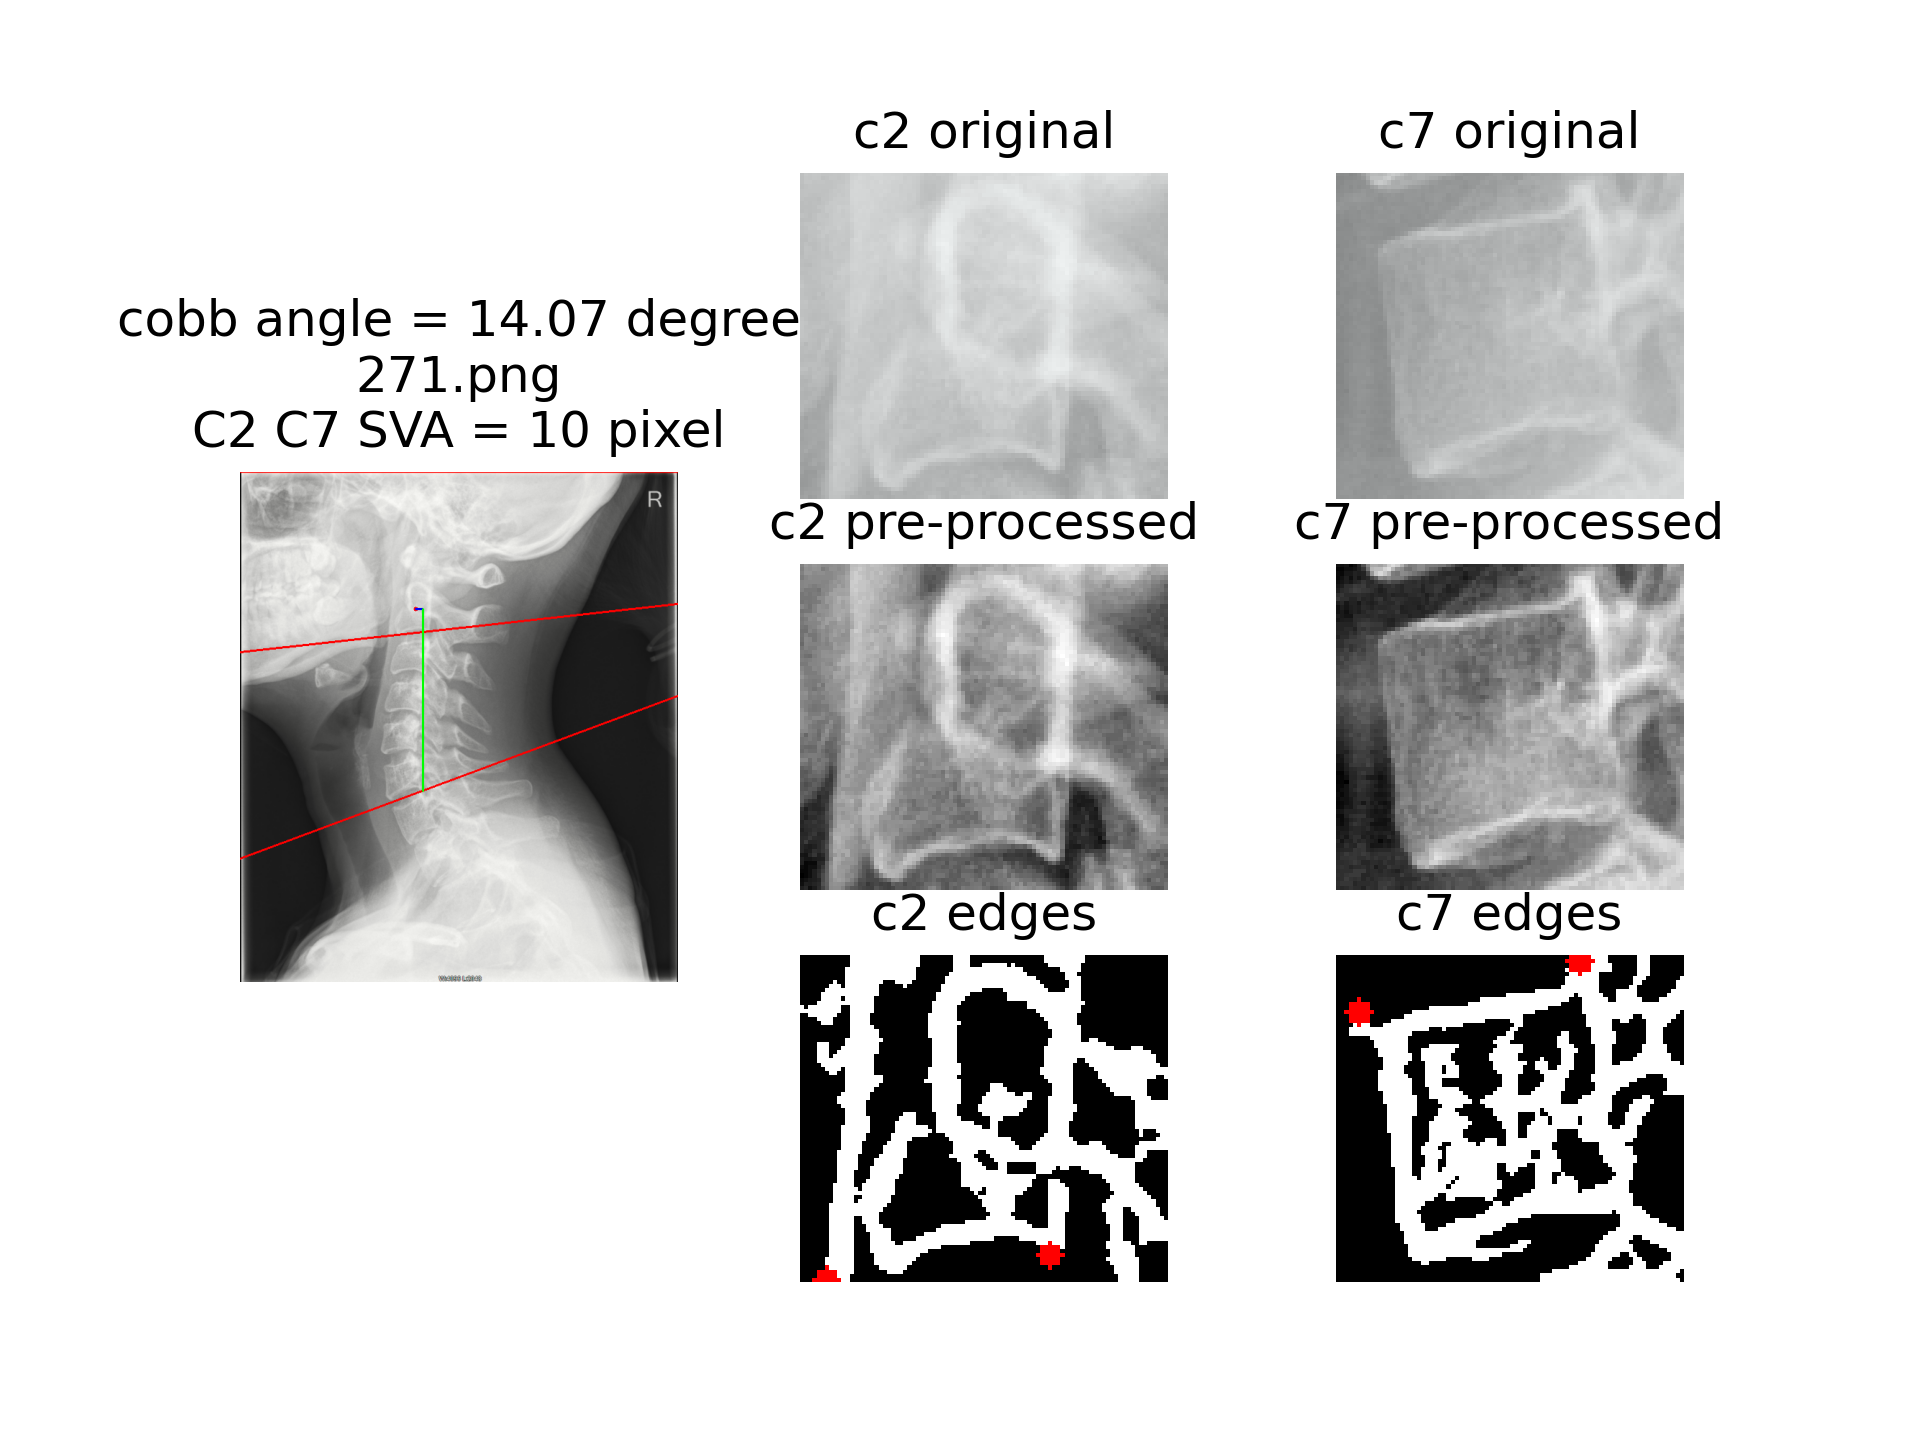 cobb angle = 14.07 degree
271.png
C2 C7 SVA = 10 pixel
R
c2 original
c7 original
c2 pre-processed
c7 pre-processed
c2 edges
c7 edges